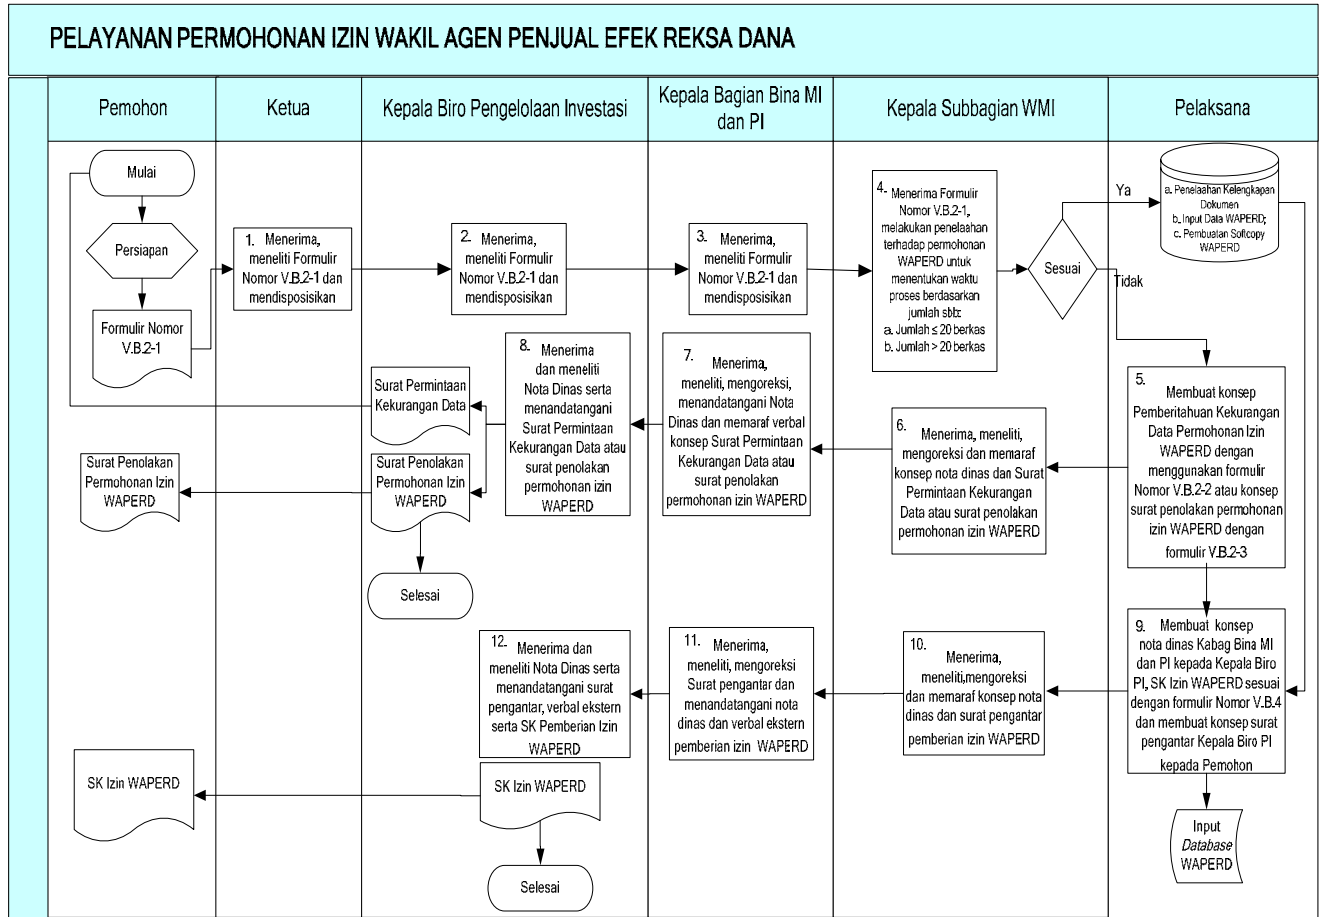 PELAYANAN PERMOHONAN IZIN WAKIL AGEN PENJUAL EFEK REKSA DANA
Pemohon
Ketua
Kepala Biro Pengelolaan Investasi
Kepala Bagian Bina MI
dan PI
Kepala Subbagian WMI
Pelaksana
Mulai
Persiapan
Formulir Nomor
V.B.2-1
1. Menerima,
meneliti Formulir
Nomor V.B.2-1 dan
mendisposisikan
2. Menerima,
meneliti Formulir
Nomor V.B.2-1 dan
mendisposisikan
3. Menerima,
meneliti Formulir
Nomor V.B.2-1 dan
mendisposisikan
4. Menerima Formulir
Nomor V.B.2-1,
melakukan penelaahan
terhadap permohonan
WAPERD untuk
menentukan waktu
proses berdasarkan
jumlah sbb:
a. Jumlah ≤ 20 berkas
b. Jumlah > 20 berkas
Sesuai
Ya
Tidak
a. Penelaahan Kelengkapan
Dokumen
b. Input Data WAPERD;
c. Pembuatan Softcopy
WAPERD
5.
Membuat konsep
Pemberitahuan Kekurangan
Data Permohonan Izin
WAPERD dengan
menggunakan formulir
Nomor V.B.2-2 atau konsep
surat penolakan permohonan
izin WAPERD dengan
formulir V.B.2-3
6.
Menerima, meneliti,
mengoreksi dan memaraf
konsep nota dinas dan Surat
Permintaan Kekurangan
Data atau surat penolakan
permohonan izin WAPERD
7.
Menerima,
meneliti, mengoreksi,
menandatangani Nota
Dinas dan memaraf verbal
konsep Surat Permintaan
Kekurangan Data atau
surat penolakan
permohonan izin WAPERD
8. Menerima
dan meneliti
Nota Dinas serta
menandatangani
Surat Permintaan
Kekurangan Data atau
surat penolakan
permohonan izin
WAPERD
Surat Permintaan
Kekurangan Data
Surat Penolakan
Permohonan Izin
WAPERD
Surat Penolakan
Permohonan Izin
WAPERD
Selesai
9.
Membuat konsep
nota dinas Kabag Bina MI
dan PI kepada Kepala Biro
PI, SK Izin WAPERD sesuai
dengan formulir Nomor V.B.4
dan membuat konsep surat
pengantar Kepala Biro PI
kepada Pemohon
10.
Menerima,
meneliti,mengoreksi
dan memaraf konsep nota
dinas dan surat pengantar
pemberian izin WAPERD
11. Menerima,
meneliti, mengoreksi
Surat pengantar dan
menandatangani nota
dinas dan verbal ekstern
pemberian izin WAPERD
12. Menerima dan
meneliti Nota Dinas serta
menandatangani surat
pengantar, verbal ekstern
serta SK Pemberian Izin
WAPERD
SK Izin WAPERD
SK Izin WAPERD
Selesai
Input
Database
WAPERD